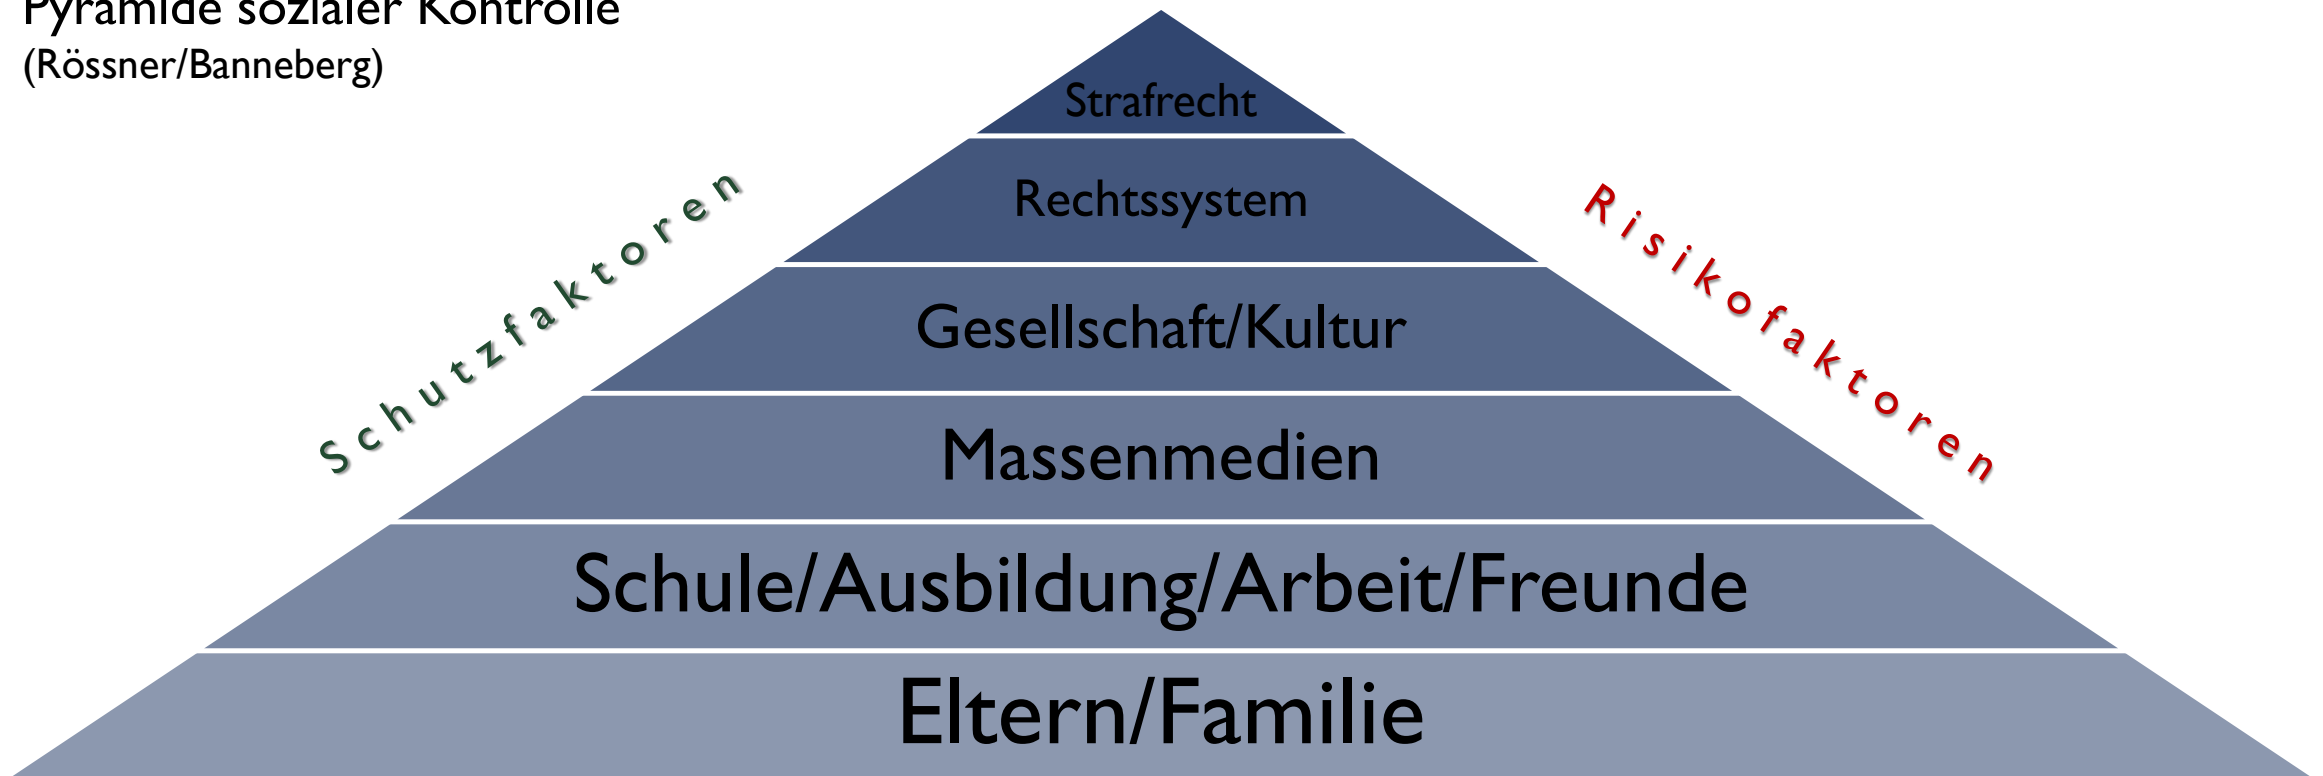 Pyramide sozialer Kontrolle
(Rössner/Banneberg)
Strafrecht
Rechtssystem
Schutzfaktoren
Risikofaktoren
Gesellschaft/Kultur
Massenmedien
Schule/Ausbildung/Arbeit/Freunde
Eltern/Familie